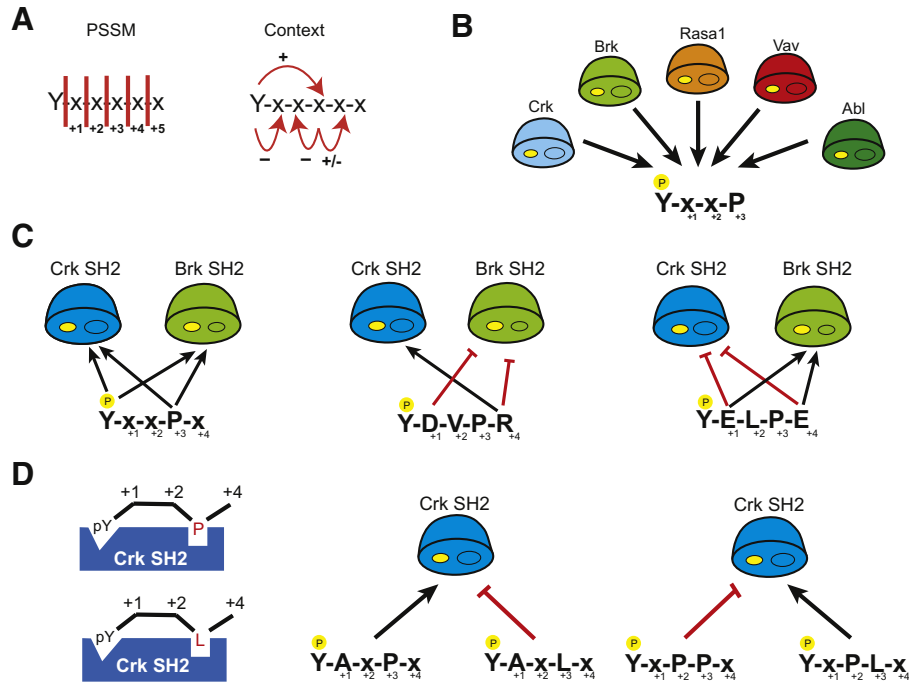 A
PSSM
Context
Y-x-x-x-x-x
+1 +2 +3 +4 +5
+
Y-x-x-x-x-x
− − +/-
B
Crk
Brk
Rasa1
Vav
Abl
P
Y-x-x-P
+1 +2 +3
C
Crk SH2 Brk SH2
P
Y-x-x-P-x
+1 +2 +3 +4
Crk SH2 Brk SH2
P
Y-D-V-P-R
+1 +2 +3 +4
Crk SH2 Brk SH2
P
Y-E-L-P-E
+1 +2 +3 +4
D
+1 +2 +4
pY P
Crk SH2
+1 +2 +4
pY L
Crk SH2
Crk SH2
P
Y-A-x-P-x
+1 +2 +3 +4
P
Y-A-x-L-x
+1 +2 +3 +4
Crk SH2
P
Y-x-P-P-x
+1 +2 +3 +4
P
Y-x-P-L-x
+1 +2 +3 +4